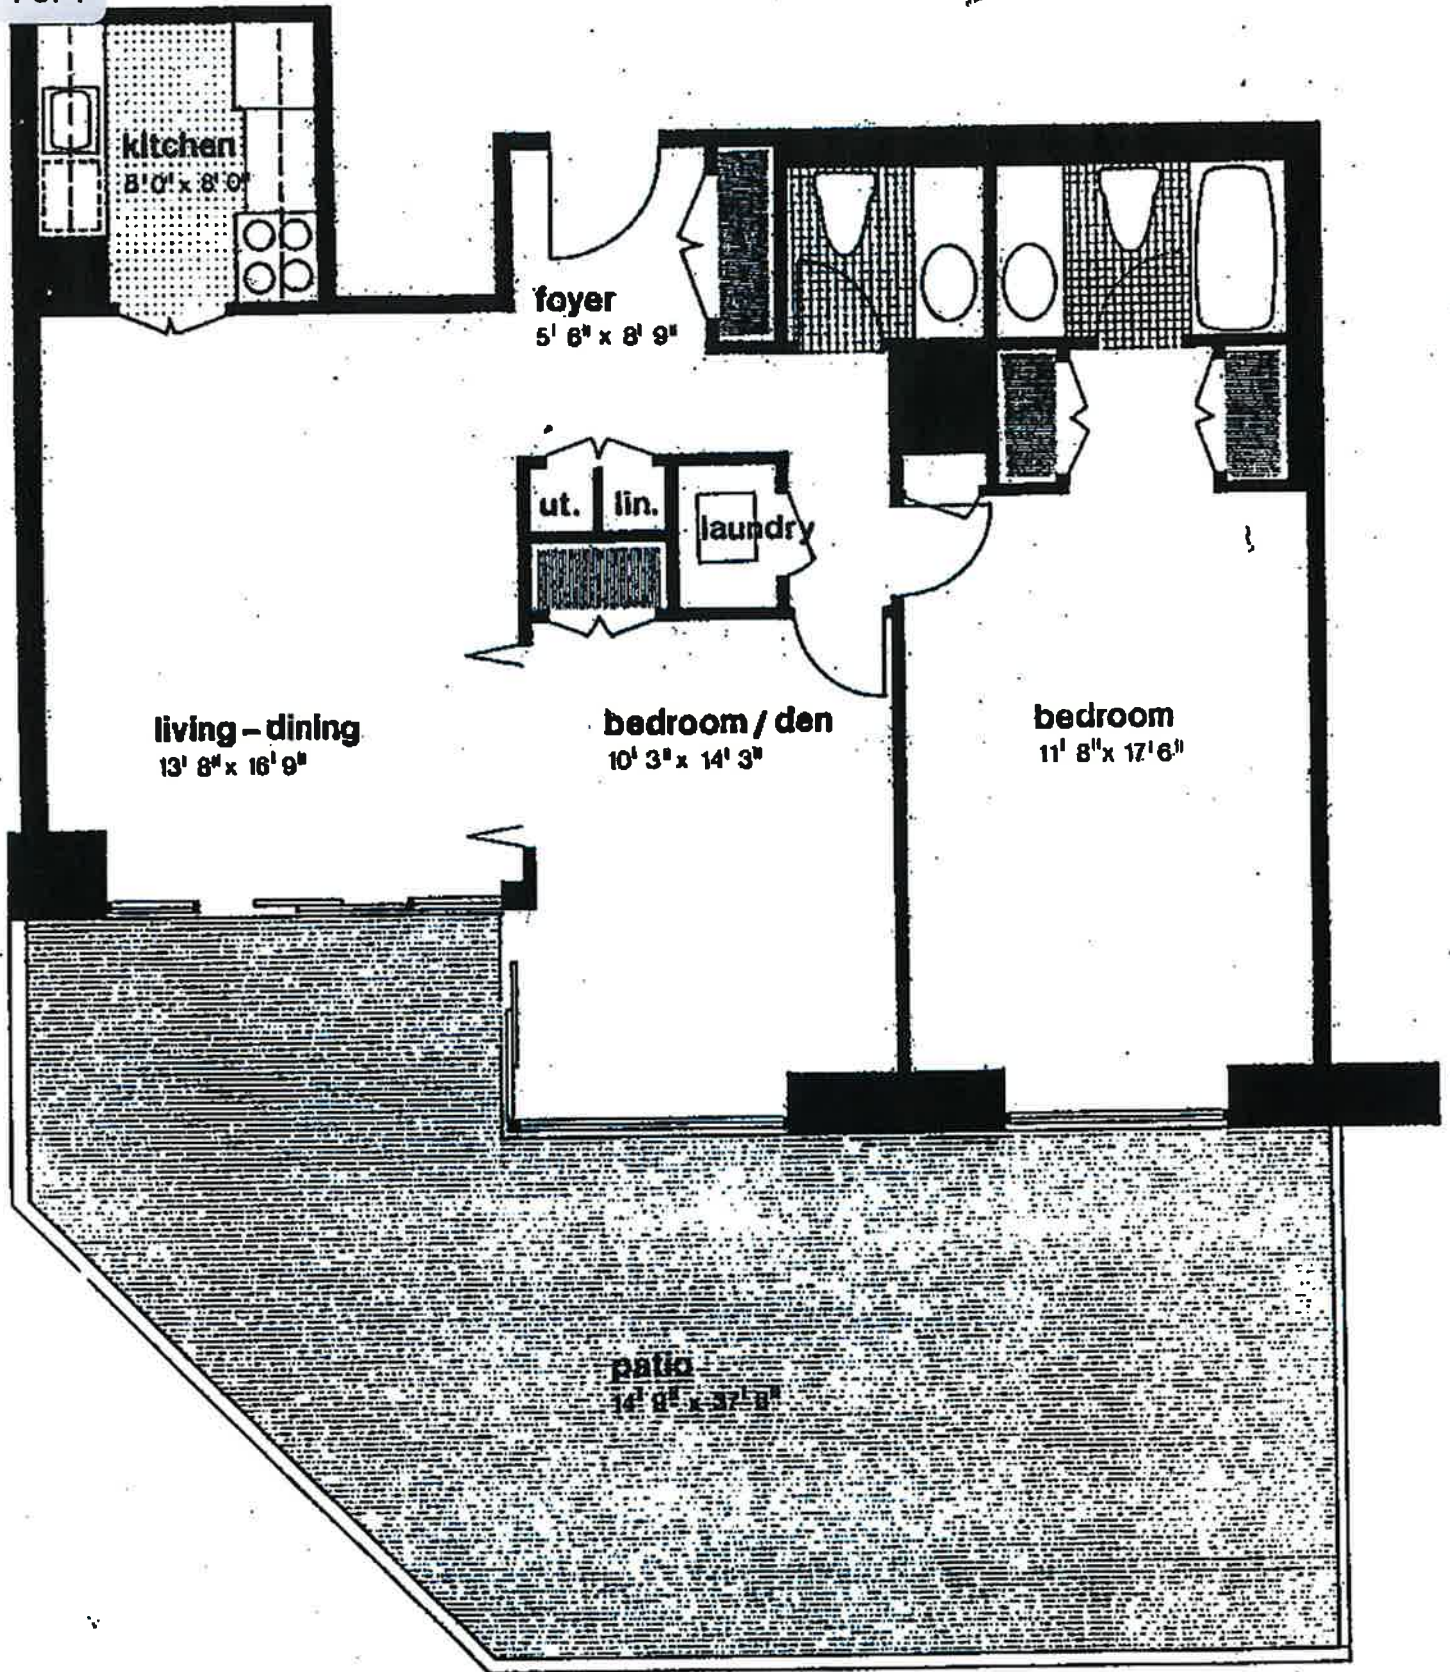 kitchen
8'0" x 8'0"
foyer
5' 6" x 8' 9"
ut.
lin.
laundry
living – dining
13' 8" x 16' 9"
bedroom / den
10' 3" x 14' 3"
bedroom
11' 8" x 17' 6"
patio